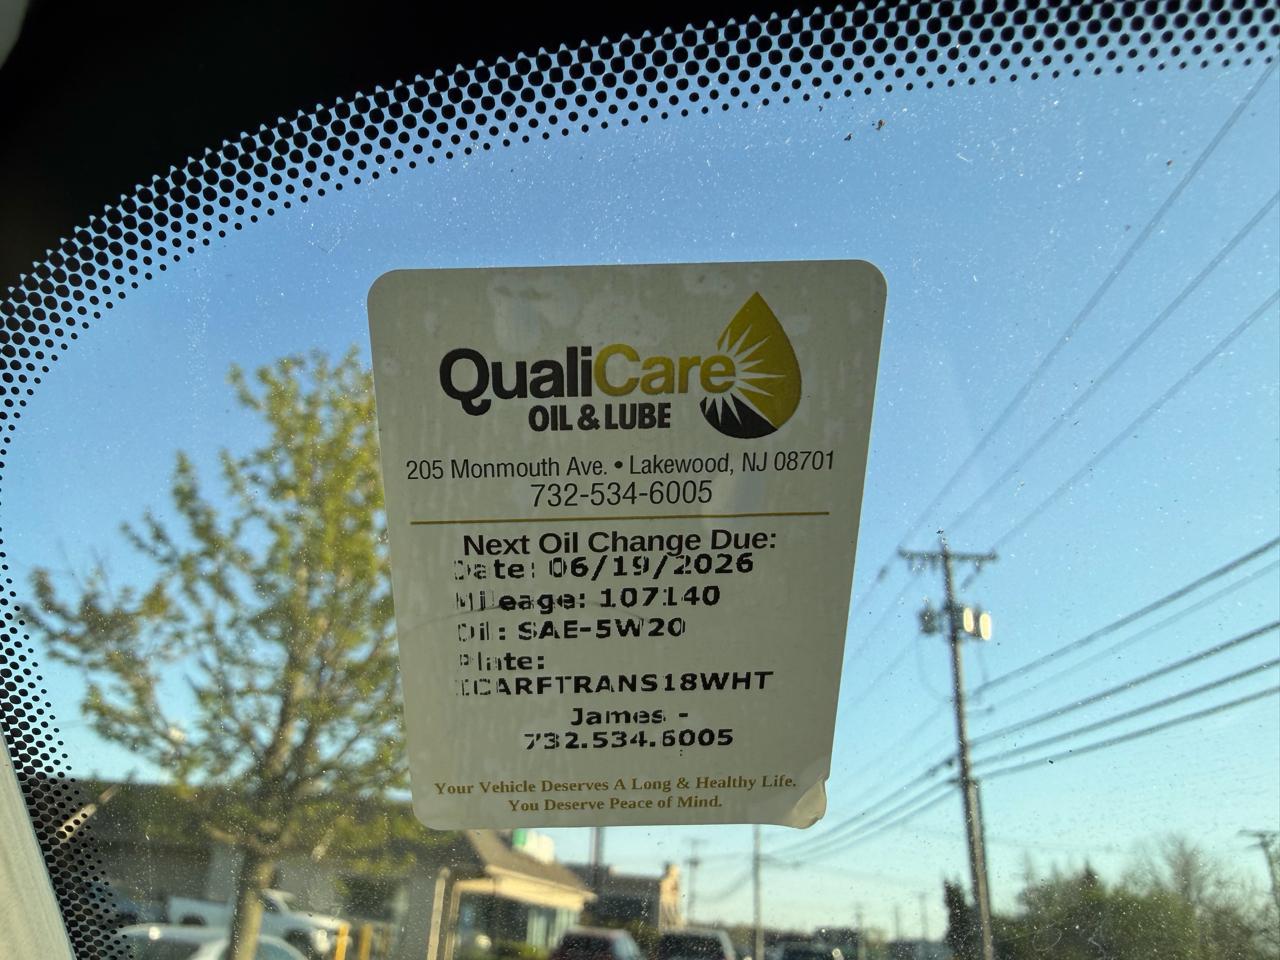 QualiCare
OIL & LUBE
205 Monmouth Ave. • Lakewood, NJ 08701
732-534-6005
Next Oil Change Due:
Date: 06/19/2026
Mileage: 107140
Oil: SAE-5W20
Plate:
ICARFTRANS18WHT
James -
732.534.6005
Your Vehicle Deserves A Long & Healthy Life.
You Deserve Peace of Mind.